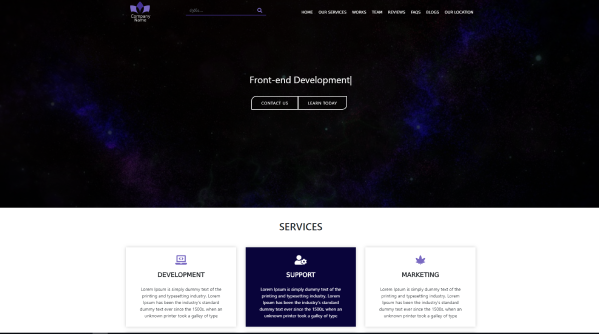 Company
Name
HOME OUR SERVICES WORKS TEAM REVIEWS FAQS BLOGS OUR LOCATION
Front-end Development|
CONTACT US LEARN TODAY
SERVICES
DEVELOPMENT
Lorem Ipsum is simply dummy text of the
printing and typesetting industry. Lorem
Ipsum has been the industry's standard
dummy text ever since the 1500s, when an
unknown printer took a galley of type
SUPPORT
Lorem Ipsum is simply dummy text of the
printing and typesetting industry. Lorem
Ipsum has been the industry's standard
dummy text ever since the 1500s, when an
unknown printer took a galley of type
MARKETING
Lorem Ipsum is simply dummy text of the
printing and typesetting industry. Lorem
Ipsum has been the industry's standard
dummy text ever since the 1500s, when an
unknown printer took a galley of type